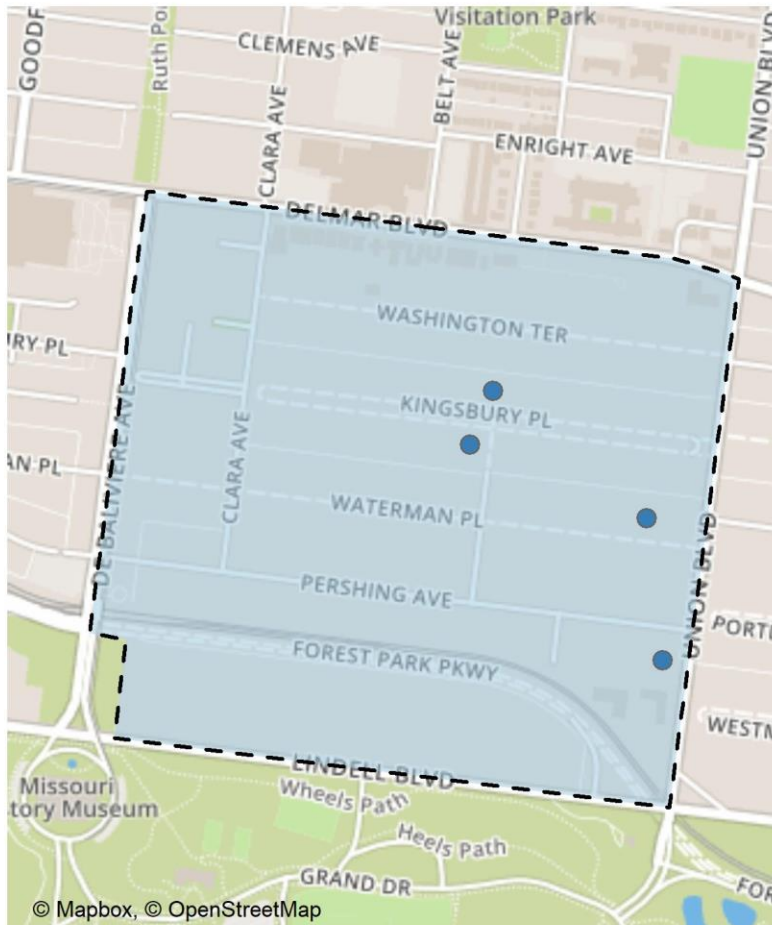 Visitation Park
GOODF
Ruth Po
CLEMENS AVE
BELT AVE
UNION BLVD
CLARA AVE
ENRIGHT AVE
DELMAR BLVD
WASHINGTON TER
RY PL
KINGSBURY PL
CLARA AVE
AN PL
WATERMAN PL
DE BALIVIERE AVE
UNION BLVD
PERSHING AVE
PORTL
FOREST PARK PKWY
WESTM
LINDELL BLVD
Missouri
tory Museum
Wheels Path
Heels Path
GRAND DR
FOR
© Mapbox, © OpenStreetMap